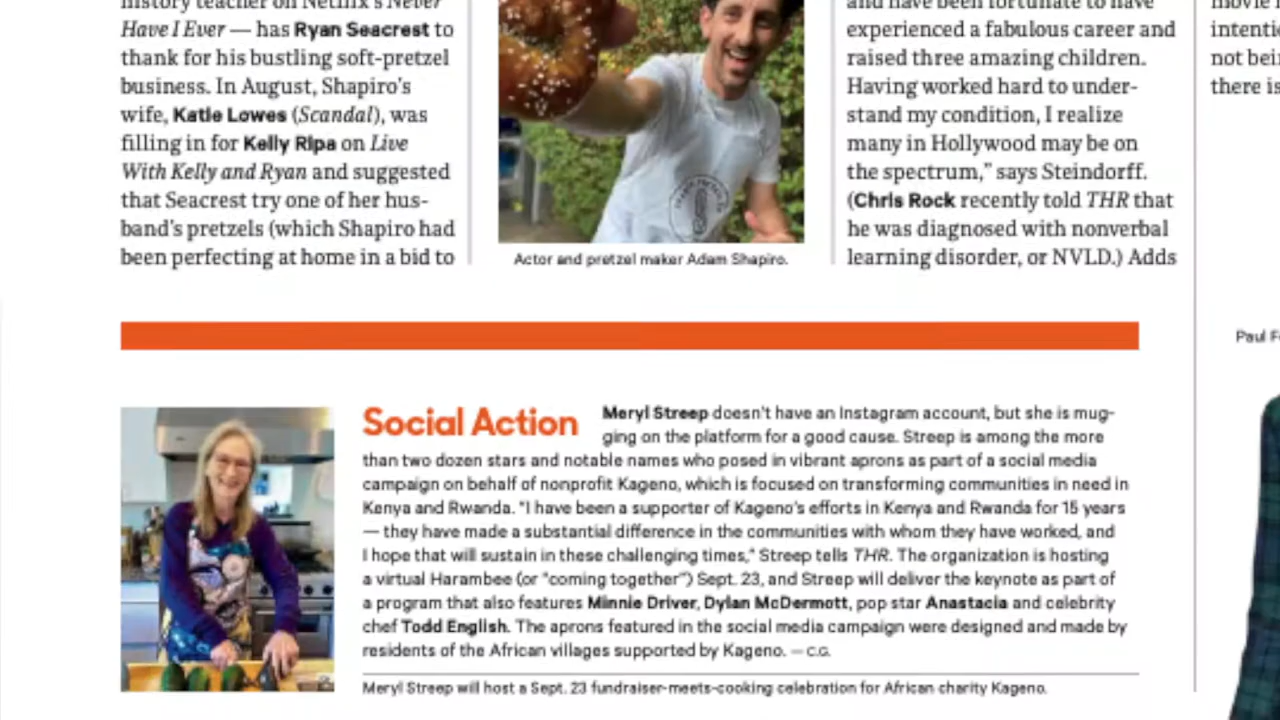 history teacher on Netflix's Never
Have I Ever — has Ryan Seacrest to
thank for his bustling soft-pretzel
business. In August, Shapiro's
wife, Katie Lowes (Scandal), was
filling in for Kelly Ripa on Live
With Kelly and Ryan and suggested
that Seacrest try one of her hus-
band's pretzels (which Shapiro had
been perfecting at home in a bid to
Actor and pretzel maker Adam Shapiro.
and have been fortunate to have
experienced a fabulous career and
raised three amazing children.
Having worked hard to under-
stand my condition, I realize
many in Hollywood may be on
the spectrum," says Steindorff.
(Chris Rock recently told THR that
he was diagnosed with nonverbal
learning disorder, or NVLD.) Adds
movie
not
there is
Paul
Social Action
Meryl Streep doesn't have an Instagram account, but she is mug-
ging on the platform for a good cause. Streep is among the more
than two dozen stars and notable names who posed in vibrant aprons as part of a social media
campaign on behalf of nonprofit Kageno, which is focused on transforming communities in need in
Kenya and Rwanda. "I have been a supporter of Kageno's efforts in Kenya and Rwanda for 15 years
— they have made a substantial difference in the communities with whom they have worked, and
I hope that will sustain in these challenging times," Streep tells THR. The organization is hosting
a virtual Harambee (or "coming together") Sept. 23, and Streep will deliver the keynote as part of
a program that also features Minnie Driver, Dylan McDermott, pop star Anastacia and celebrity
chef Todd English. The aprons featured in the social media campaign were designed and made by
residents of the African villages supported by Kageno. — C.G.
Meryl Streep will host a Sept. 23 fundraiser-meets-cooking celebration for African charity Kageno.